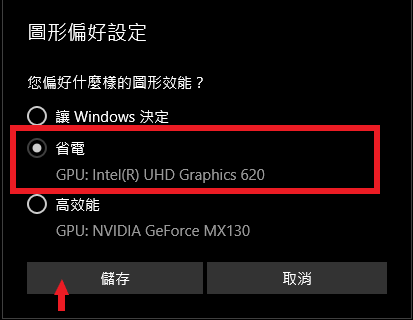 圖形偏好設定
您偏好什麼樣的圖形效能？
讓 Windows 決定
省電
GPU: Intel(R) UHD Graphics 620
高效能
GPU: NVIDIA GeForce MX130
儲存
取消